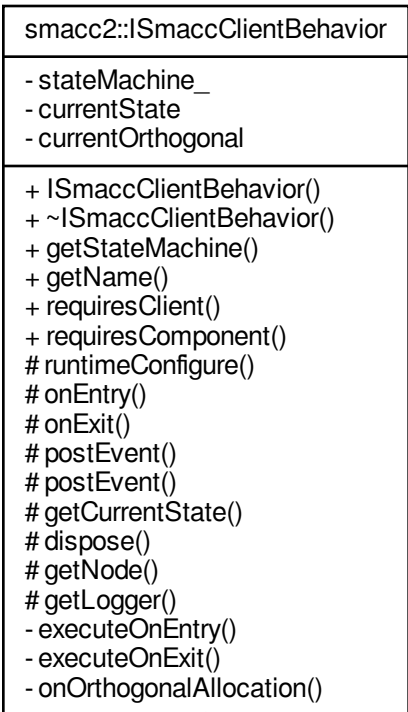 smacc2::ISmaccClientBehavior
- stateMachine_
- currentState
- currentOrthogonal
+ ISmaccClientBehavior()
+ ~ISmaccClientBehavior()
+ getStateMachine()
+ getName()
+ requiresClient()
+ requiresComponent()
# runtimeConfigure()
# onEntry()
# onExit()
# postEvent()
# postEvent()
# getCurrentState()
# dispose()
# getNode()
# getLogger()
- executeOnEntry()
- executeOnExit()
- onOrthogonalAllocation()